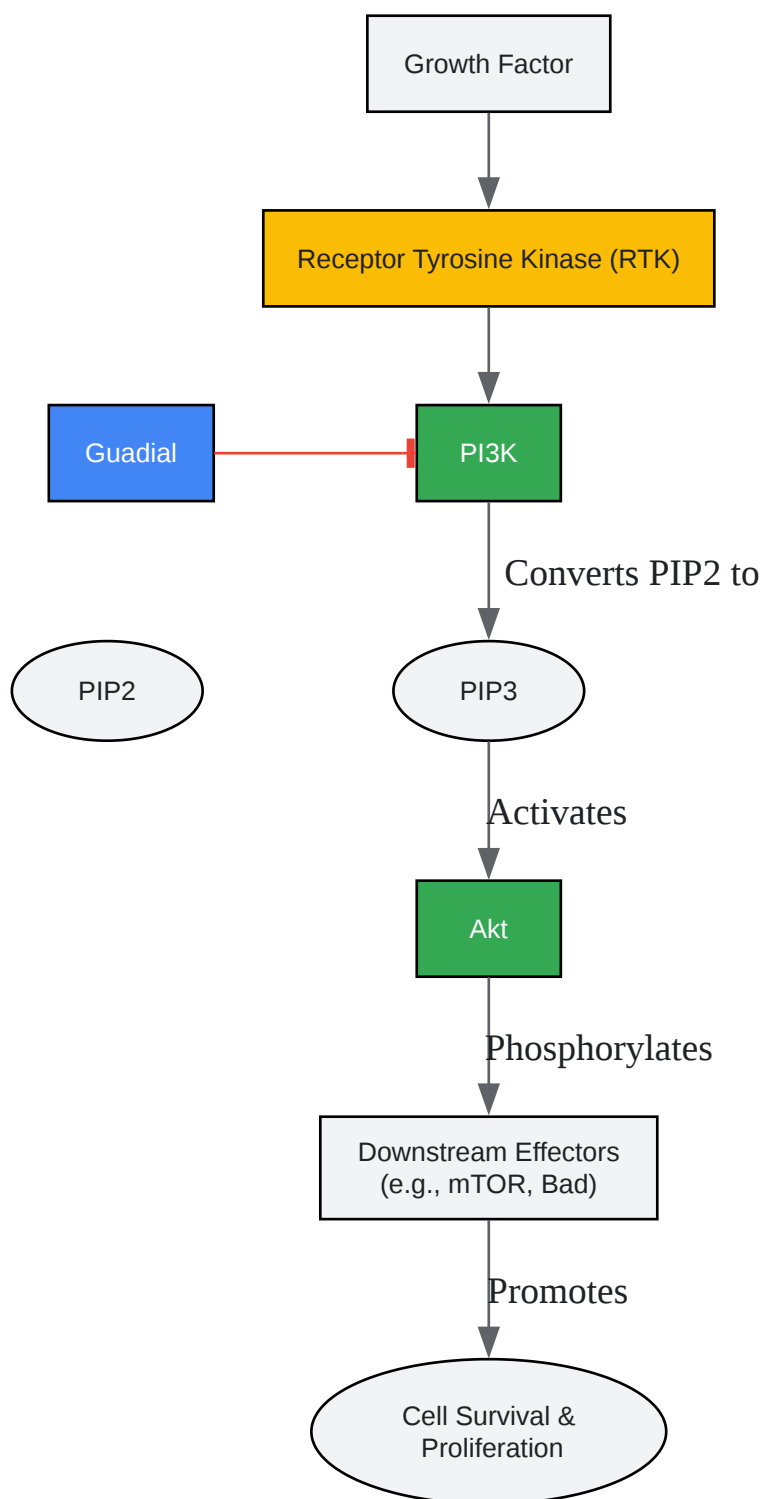 Growth Factor
Receptor Tyrosine Kinase (RTK)
Guadial
PI3K
Converts PIP2 to
PIP2
PIP3
Activates
Akt
Phosphorylates
Downstream Effectors
(e.g., mTOR, Bad)
Promotes
Cell Survival &
Proliferation